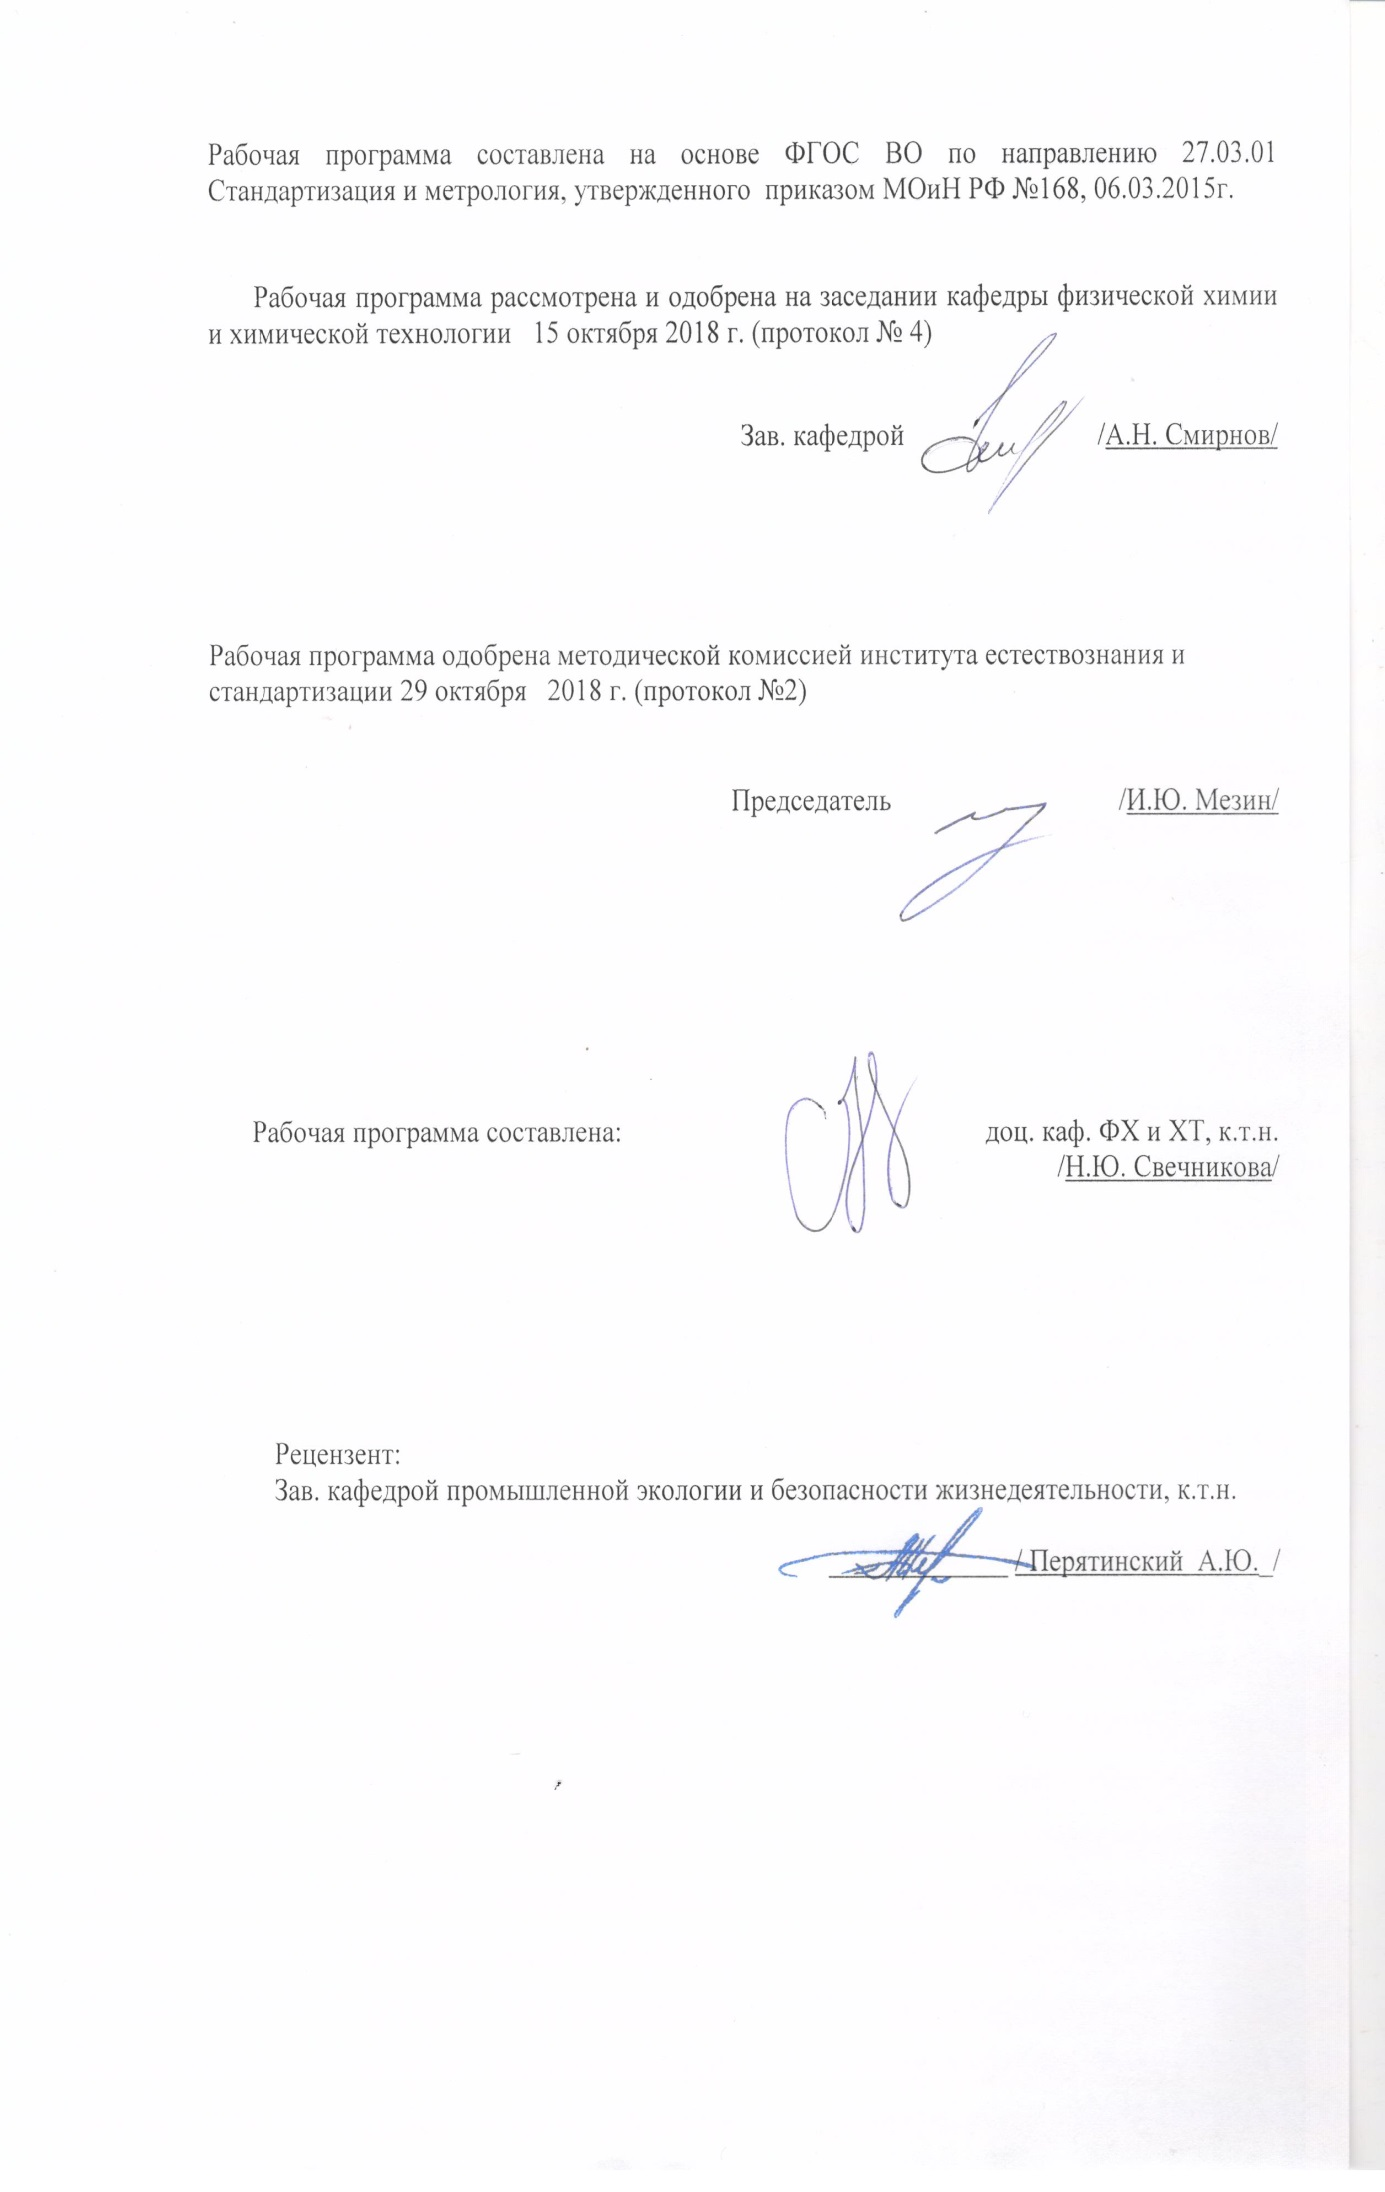 Рабочая программа составлена на основе ФГОС ВО по направлению 27.03.01
Стандартизация и метрология, утвержденного приказом МОиН РФ №168, 06.03.2015г.
Рабочая программа рассмотрена и одобрена на заседании кафедры физической химии
и химической технологии 15 октября 2018 г. (протокол № 4)
Зав. кафедрой /А.Н. Смирнов/
Рабочая программа одобрена методической комиссией института естествознания и
стандартизации 29 октября 2018 г. (протокол №2)
Председатель /И.Ю. Мезин/
Рабочая программа составлена: доц. каф. ФХ и ХТ, к.т.н.
/Н.Ю. Свечникова/
Рецензент:
Зав. кафедрой промышленной экологии и безопасности жизнедеятельности, к.т.н.
/ Перятинский А.Ю._/